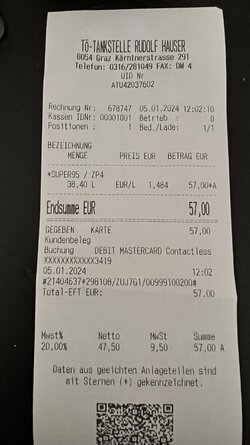 TÖ-TANKSTELLE RUDOLF HAUSER
8054 Graz Kärntnerstrasse 291
Telefon: 0316/281049 FAX: DW 4
UID Nr
ATU42037602
Rechnung Nr: 678747 05.01.2024 12:02:10
Kassen IDNr: 00001001 Betrieb : 0
Positionen : 1 Bed./Lade: 1/1
BEZEICHNUNG
MENGE PREIS EUR BETRAG EUR
*SUPER95 / ZP4
38,40 L EUR/L 1,484 57,00*A
Endsumme EUR 57,00
GEGEBEN KARTE 57,00
Kundenbeleg
Buchung DEBIT MASTERCARD Contactless
XXXXXXXXXXXX3419
05.01.2024 12:02
#21404637*298108/ZUJ7G1/00999100200#
Total-EFT EUR: 57.00
Mwst% Netto MwSt Summe
20,00% 47,50 9,50 57,00 A
Daten aus geeichten Anlageteilen sind
mit Sternen (*) gekennzeichnet.